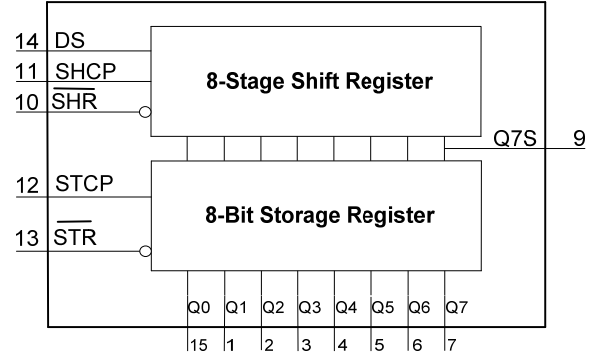 14 DS
11 SHCP
10 SHR
8-Stage Shift Register
Q7S 9
12 STCP
13 STR
8-Bit Storage Register
Q0 Q1 Q2 Q3 Q4 Q5 Q6 Q7
15 1 2 3 4 5 6 7